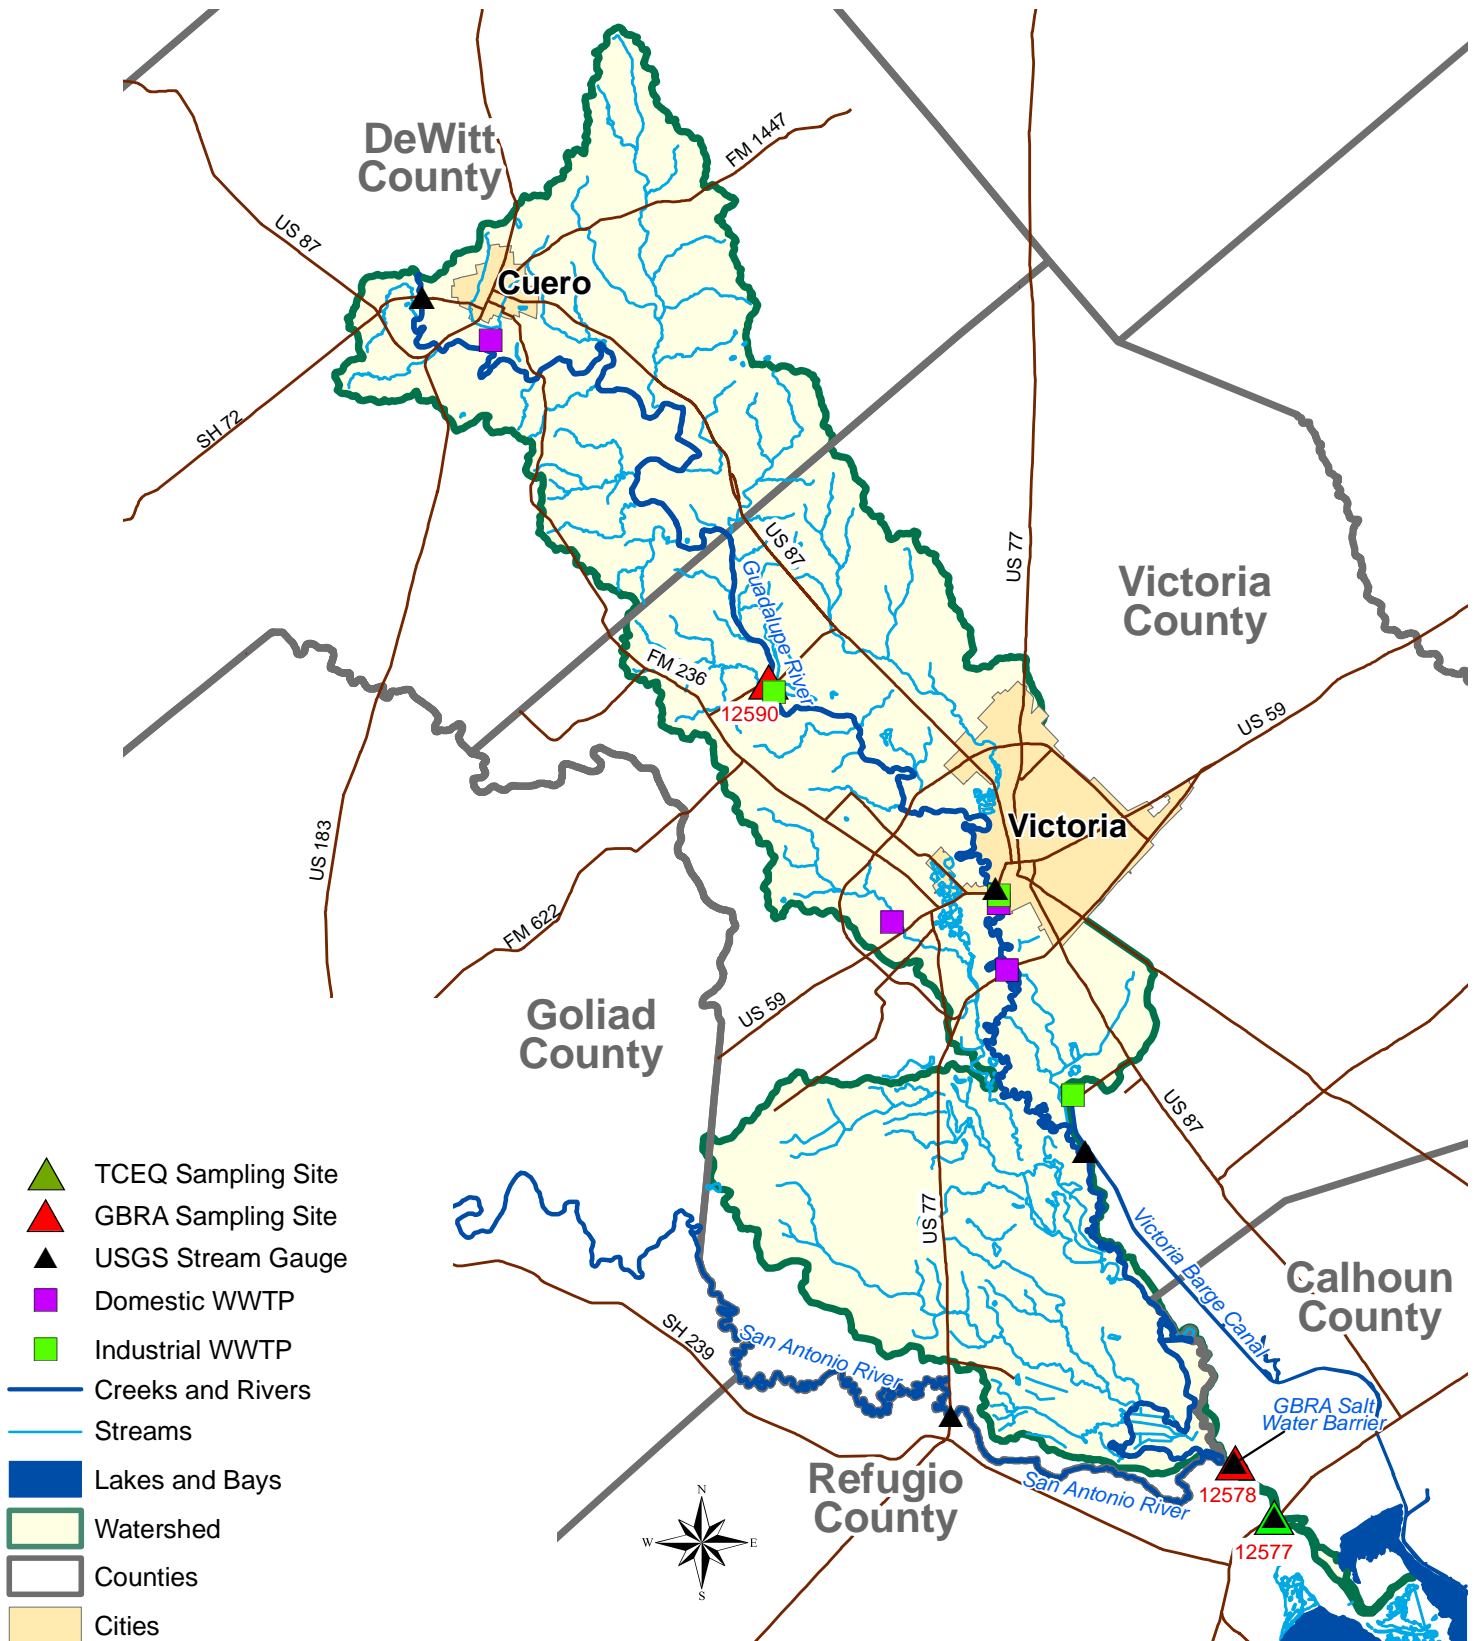 DeWitt
County
FM 1447
US 87
Cuero
SH 72
US 77
US 87
Victoria
County
Guadalupe River
FM 236
12590
US 59
US 183
Victoria
FM 622
Goliad
County
US 59
US 87
US 77
Victoria Barge Canal
Calhoun
County
SH 239
San Antonio River
GBRA Salt
Water Barrier
Refugio
County
San Antonio River
12578
12577
N
W
E
S
TCEQ Sampling Site
GBRA Sampling Site
USGS Stream Gauge
Domestic WWTP
Industrial WWTP
Creeks and Rivers
Streams
Lakes and Bays
Watershed
Counties
Cities